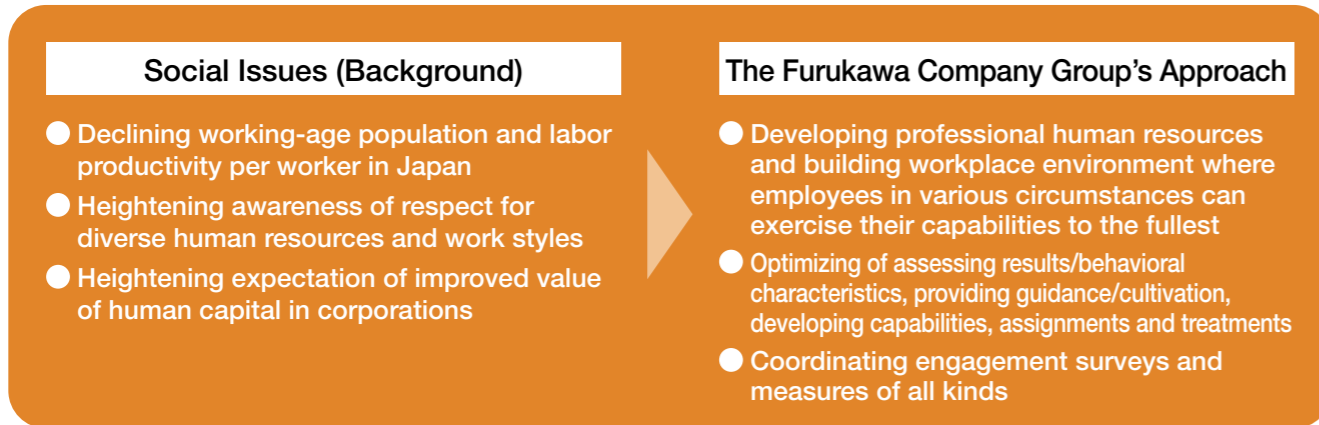 Social Issues (Background)
● Declining working-age population and labor
productivity per worker in Japan
● Heightening awareness of respect for
diverse human resources and work styles
● Heightening expectation of improved value
of human capital in corporations
The Furukawa Company Group's Approach
● Developing professional human resources
and building workplace environment where
employees in various circumstances can
exercise their capabilities to the fullest
● Optimizing of assessing results/behavioral
characteristics, providing guidance/cultivation,
developing capabilities, assignments and treatments
● Coordinating engagement surveys and
measures of all kinds